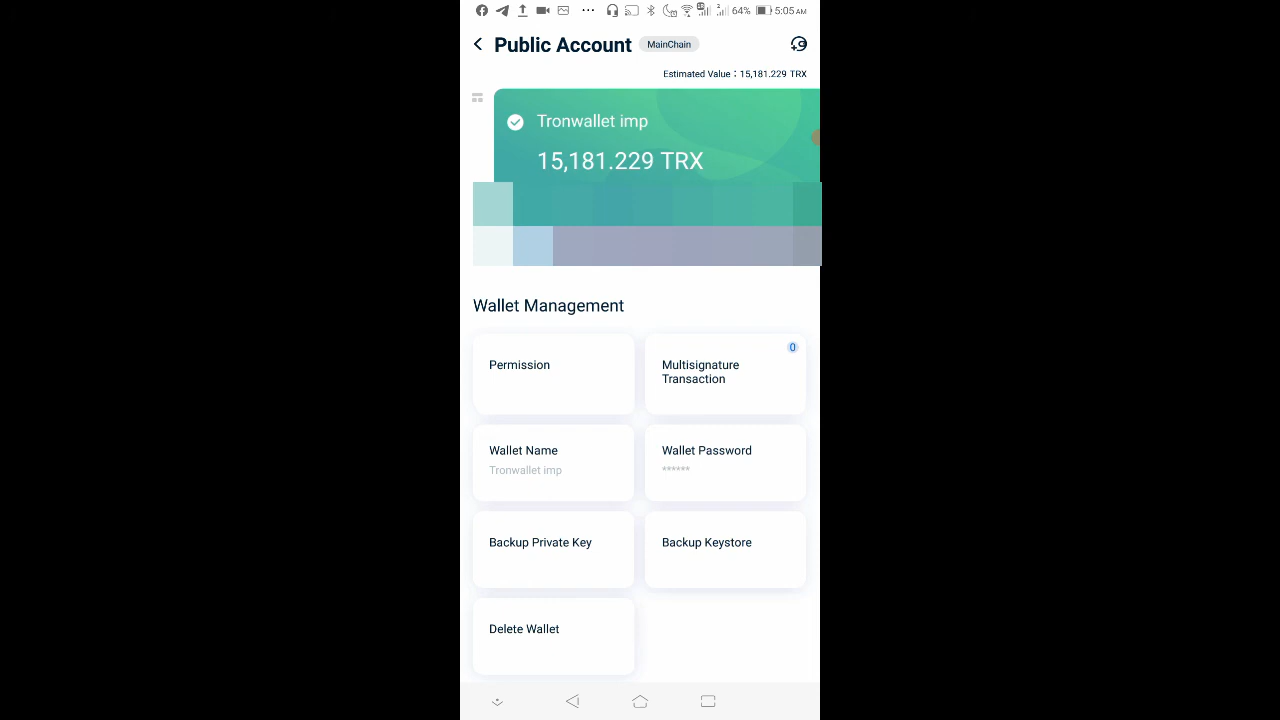 64% 5:05 AM
Public Account MainChain
Estimated Value : 15,181.229 TRX
Tronwallet imp
15,181.229 TRX
Wallet Management
Permission
0
Multisignature
Transaction
Wallet Name
Tronwallet imp
Wallet Password
******
Backup Private Key
Backup Keystore
Delete Wallet